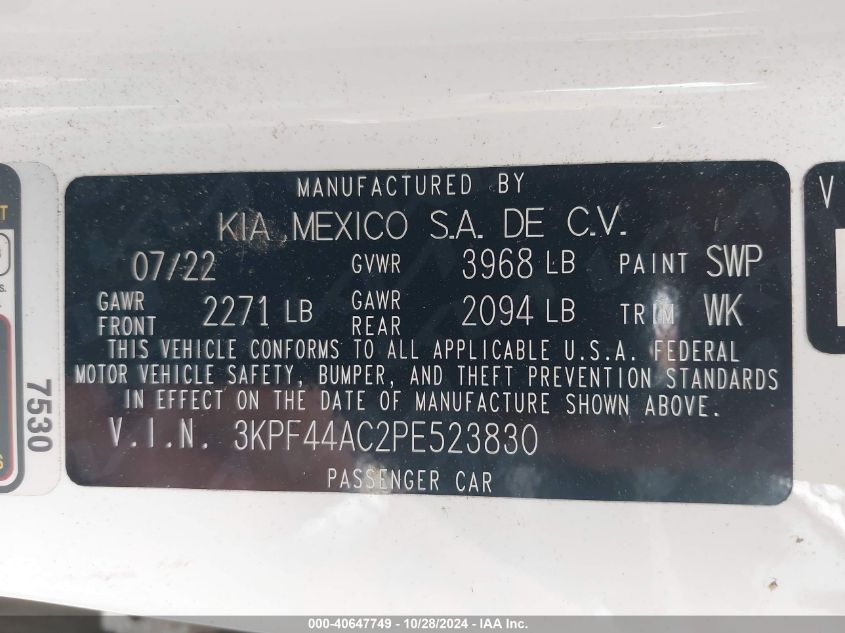 MANUFACTURED BY
KIA MEXICO S.A. DE C.V.
07/22 GVWR 3968 LB PAINT SWP
GAWR FRONT 2271 LB GAWR REAR 2094 LB TRIM WK
THIS VEHICLE CONFORMS TO ALL APPLICABLE U.S.A. FEDERAL
MOTOR VEHICLE SAFETY, BUMPER, AND THEFT PREVENTION STANDARDS
IN EFFECT ON THE DATE OF MANUFACTURE SHOWN ABOVE.
V.I.N. 3KPF44AC2PE523830
PASSENGER CAR
7530
V
000-40647749 - 10/28/2024 - IAA Inc.